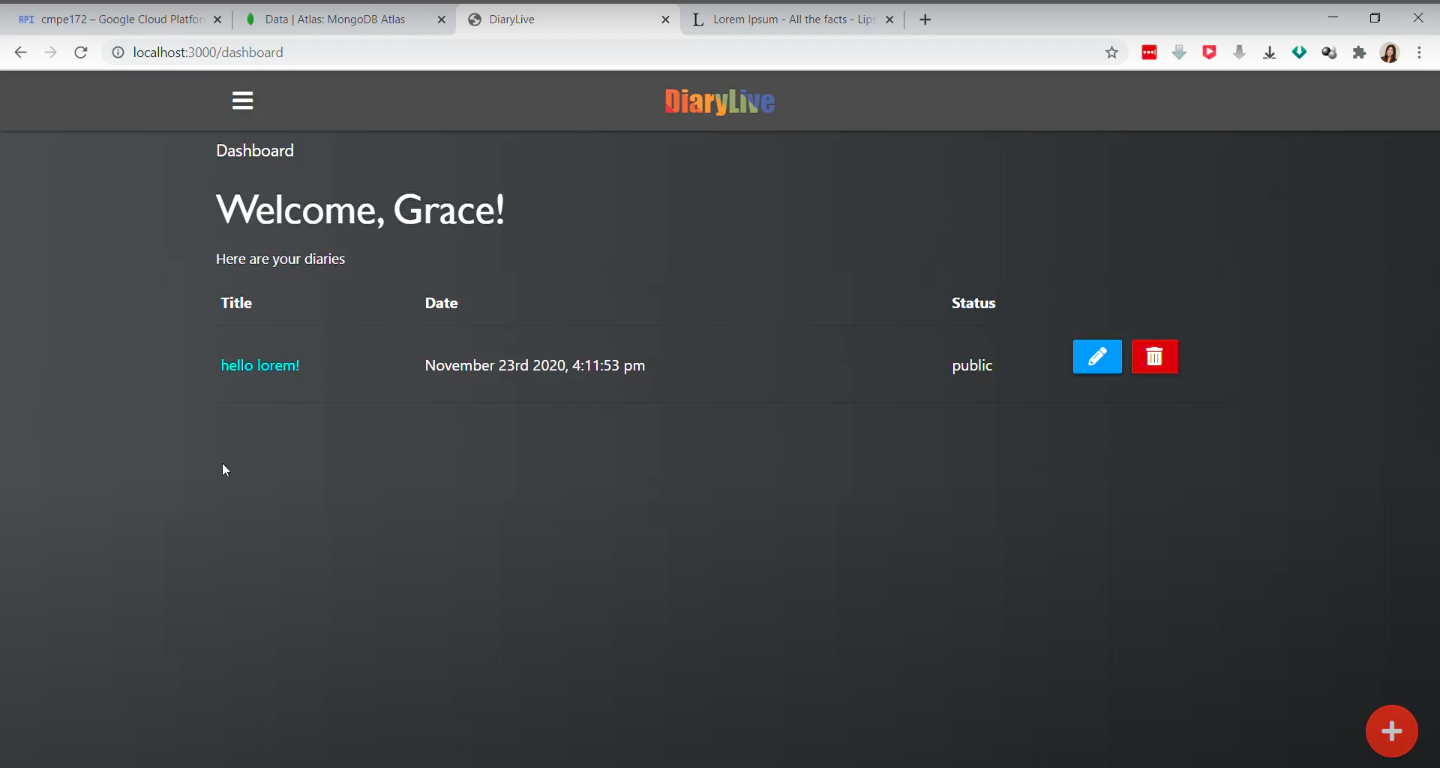 RPI cmpe172 – Google Cloud Platfor
Data | Atlas: MongoDB Atlas
DiaryLive
Lorem Ipsum - All the facts - Lips
localhost:3000/dashboard
DiaryLive
Dashboard
Welcome, Grace!
Here are your diaries
Title Date Status
hello lorem! November 23rd 2020, 4:11:53 pm public